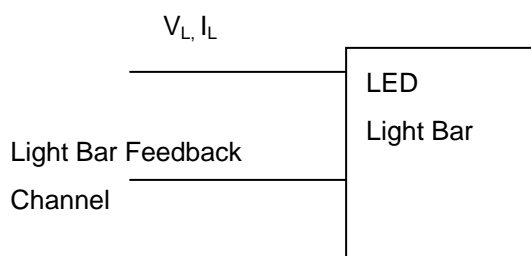 VL, IL
LED
Light Bar
Light Bar Feedback
Channel